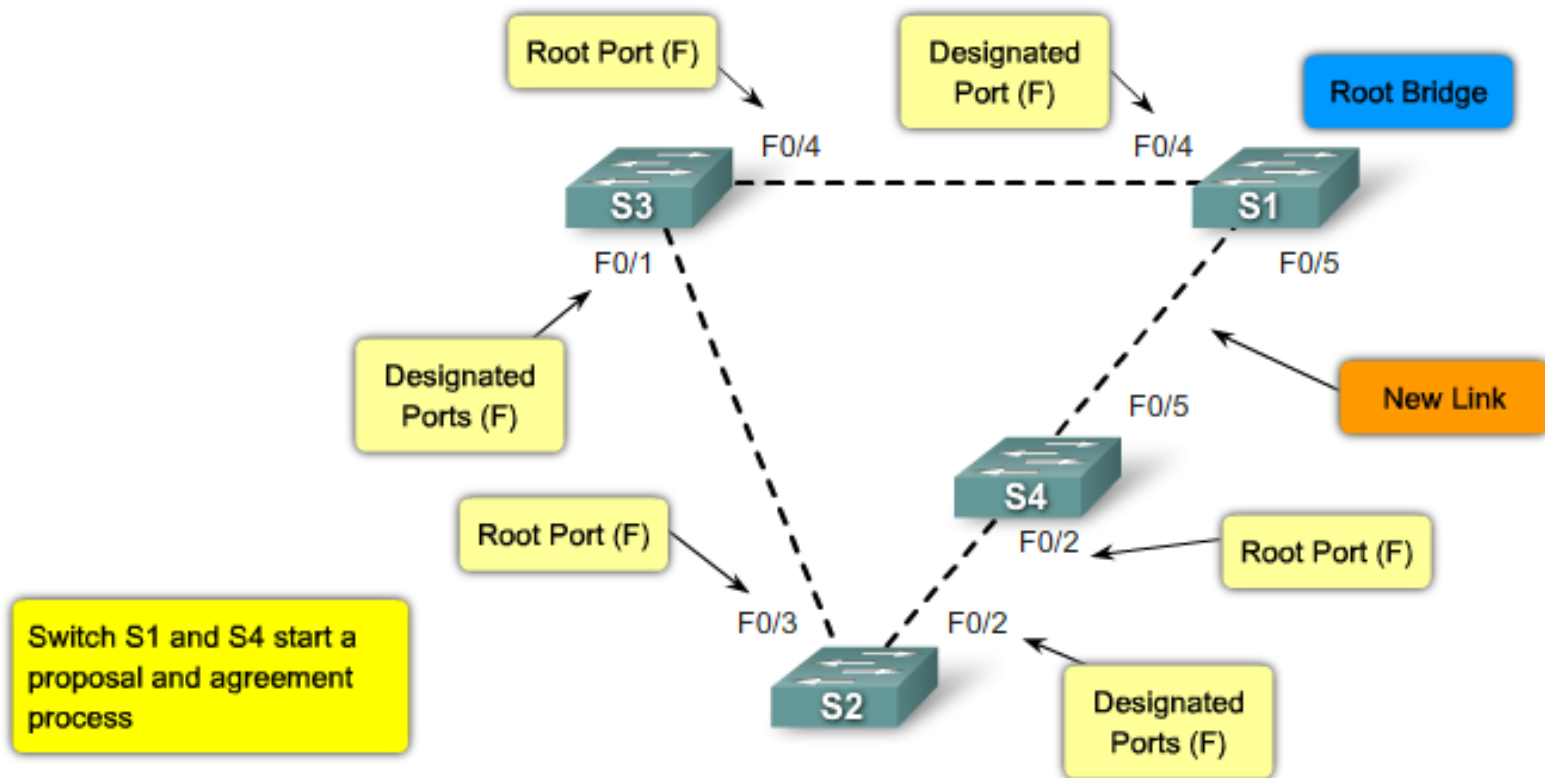 Root Port (F)
Designated
Port (F)
Root Bridge
F0/4
F0/4
S3
S1
F0/1
F0/5
Designated
Ports (F)
New Link
F0/5
S4
Root Port (F)
F0/2
Root Port (F)
F0/3
F0/2
Switch S1 and S4 start a
proposal and agreement
process
S2
Designated
Ports (F)